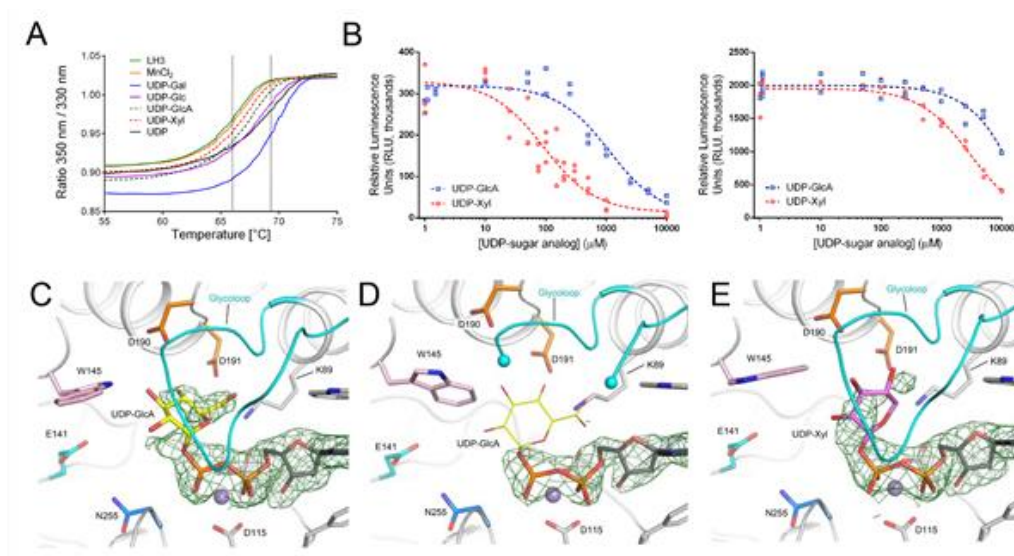 A
Ratio 350 nm / 330 nm
1.05
1.00
0.95
0.90
0.85
LH3
MnCl2
UDP-Gal
UDP-Glc
UDP-GlcA
UDP-Xyl
UDP
55 60 65 70 75
Temperature [°C]
B
Relative Luminescence
Units (RLU, thousands)
400
300
200
100
0
UDP-GlcA
UDP-Xyl
1 10 100 1000 10000
[UDP-sugar analog] (μM)
Relative Luminescence
Units (RLU, thousands)
2500
2000
1500
1000
500
0
UDP-GlcA
UDP-Xyl
1 10 100 1000 10000
[UDP-sugar analog] (μM)
C
Glycoloop
D190
D191
W145
K89
UDP-GlcA
E141
N255
D115
D
Glycoloop
D190
D191
W145
K89
UDP-GlcA
E141
N255
D115
E
Glycoloop
D190
D191
W145
K89
UDP-Xyl
E141
N255
D115